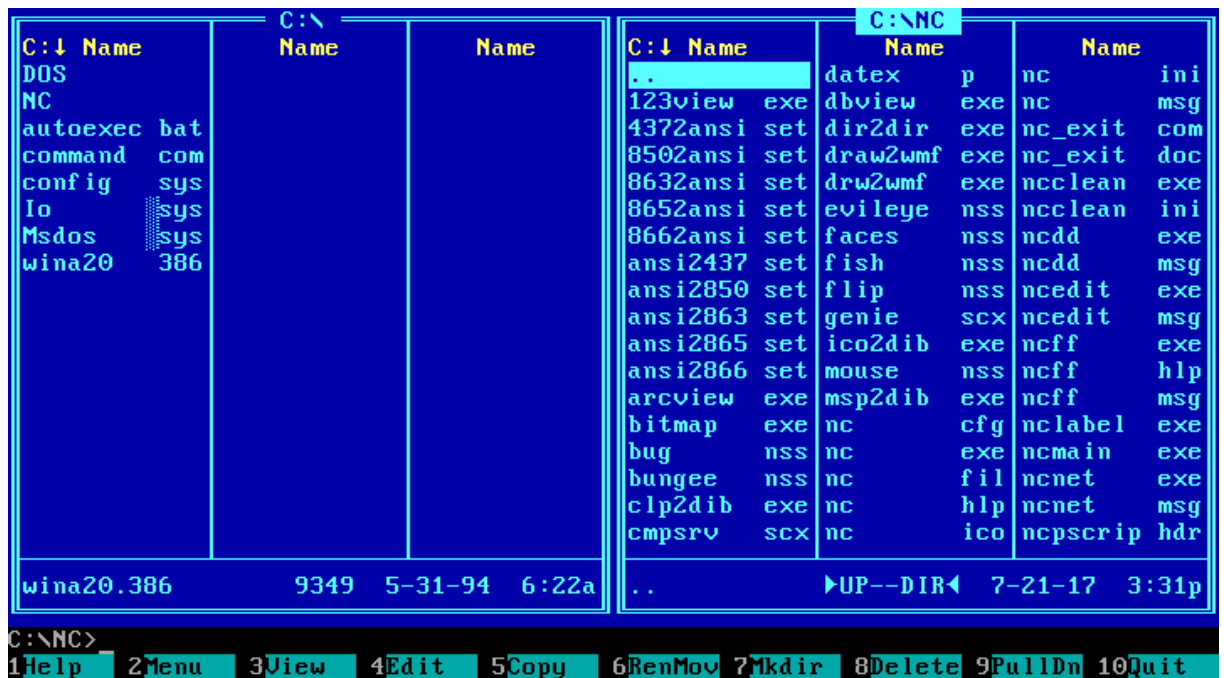 C:\ C:\NC
C:↓ Name Name Name C:↓ Name Name Name
DOS .. datex p nc ini
NC 123view exe dbview exe nc msg
autoexec bat 4372ansi set dir2dir exe nc_exit com
command com 8502ansi set draw2wmf exe nc_exit doc
config sys 8632ansi set drw2wmf exe ncclean exe
Io sys 8652ansi set evileye nss ncclean ini
Msdos sys 8662ansi set faces nss ncdd exe
wina20 386 ansi2437 set fish nss ncdd msg
ansi2850 set flip nss ncedit exe
ansi2863 set genie scx ncedit msg
ansi2865 set ico2dib exe ncff exe
ansi2866 set mouse nss ncff hlp
arcview exe msp2dib exe ncff msg
bitmap exe nc cfg nclabel exe
bug nss nc exe ncmain exe
bungee nss nc fil ncnet exe
clp2dib exe nc hlp ncnet msg
cmpsrv scx nc ico ncpscrip hdr
wina20.386 9349 5-31-94 6:22a .. ►UP--DIR◄ 7-21-17 3:31p
C:\NC>_
1Help 2Menu 3View 4Edit 5Copy 6RenMov 7Mkdir 8Delete 9PullDn 10Quit